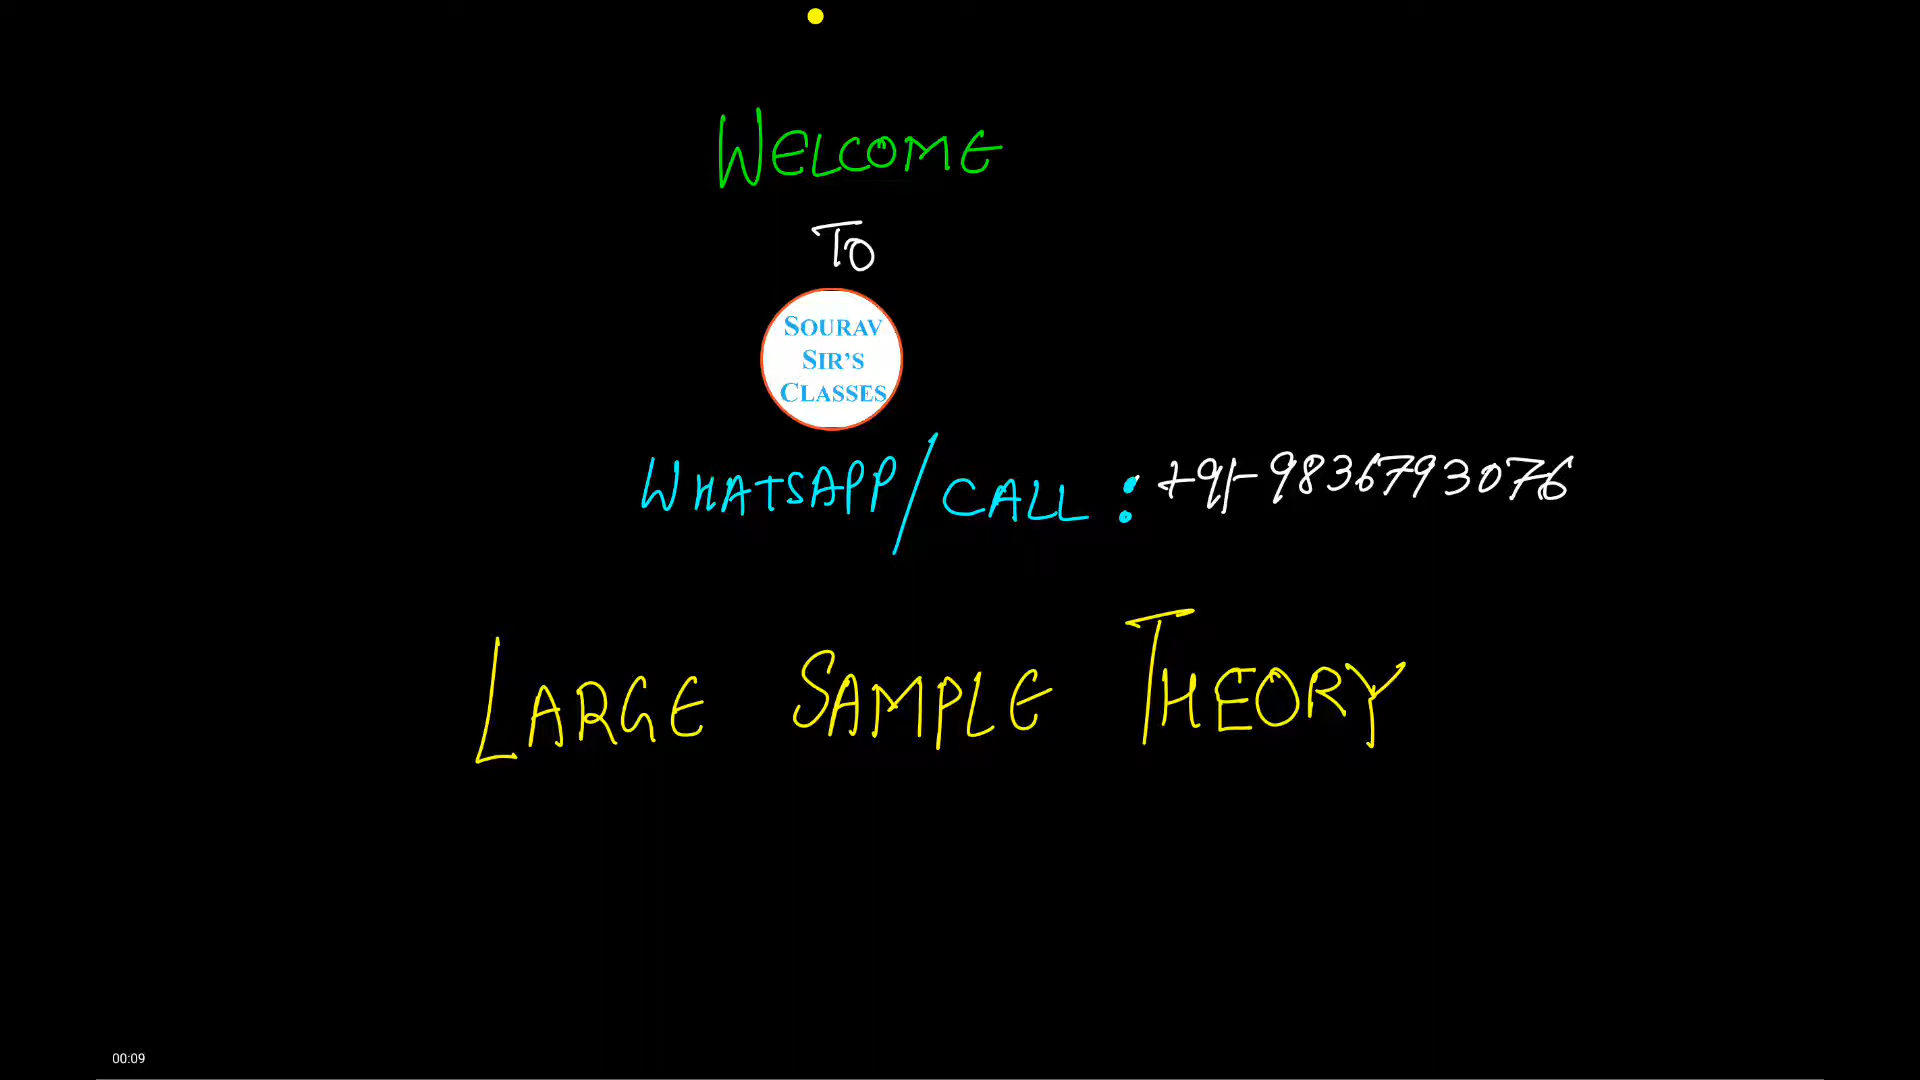 WELCOME
TO
SOURAV
SIR'S
CLASSES
WHATSAPP/CALL : +91-9836793076
LARGE SAMPLE THEORY
00:09